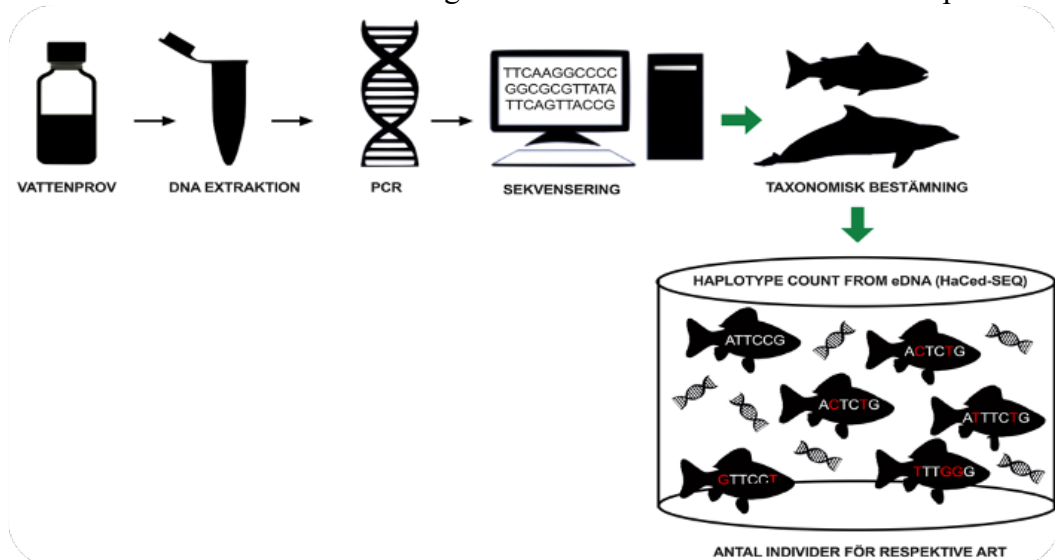 VATTENPROV
DNA EXTRAKTION
PCR
TTCAAGGCCCC
GGCGCGTTATA
TTCAGTTACCG
SEKVENSERING
TAXONOMISK BESTÄMNING
HAPLOTYPE COUNT FROM eDNA (HaCed-SEQ)
ATTCCG
ACTCTG
ACTCTG
ATTTCTG
GTTCCT
TTTGGG
ANTAL INDIVIDER FÖR RESPEKTIVE ART